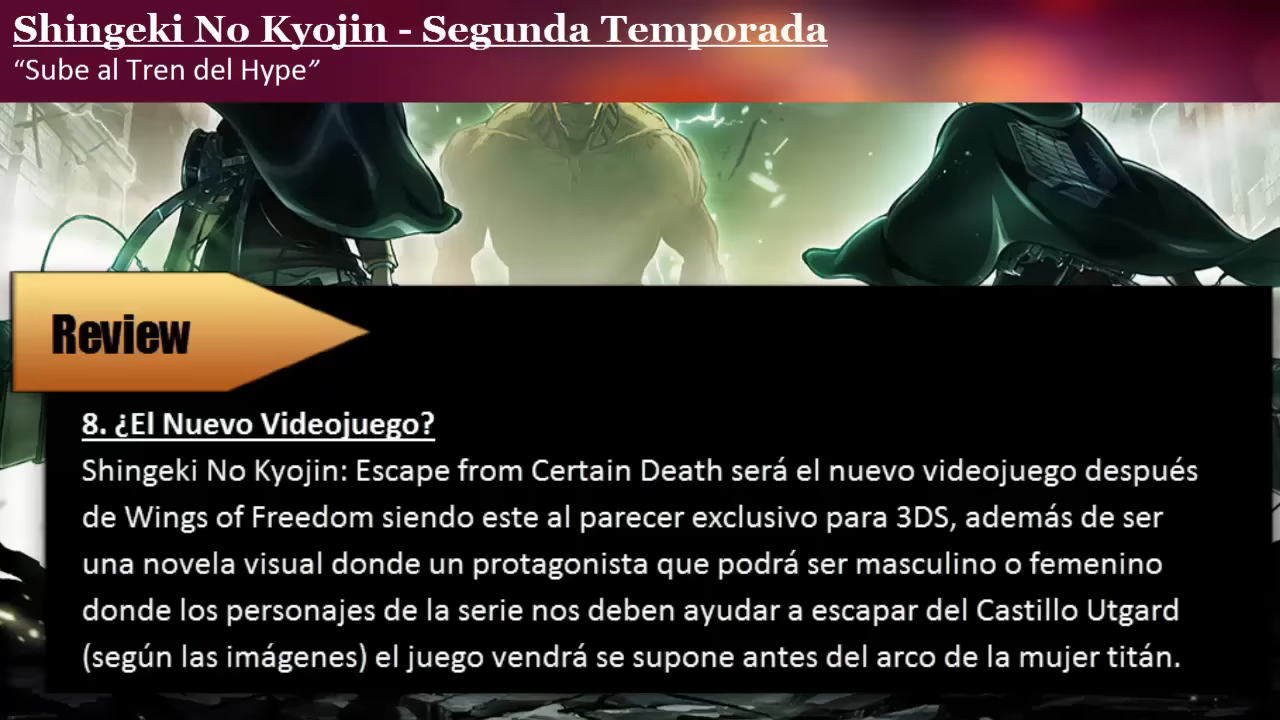 Shingeki No Kyojin - Segunda Temporada
“Sube al Tren del Hype”
Review
8. ¿El Nuevo Videojuego?
Shingeki No Kyojin: Escape from Certain Death será el nuevo videojuego después
de Wings of Freedom siendo este al parecer exclusivo para 3DS, además de ser
una novela visual donde un protagonista que podrá ser masculino o femenino
donde los personajes de la serie nos deben ayudar a escapar del Castillo Utgard
(según las imágenes) el juego vendrá se supone antes del arco de la mujer titán.